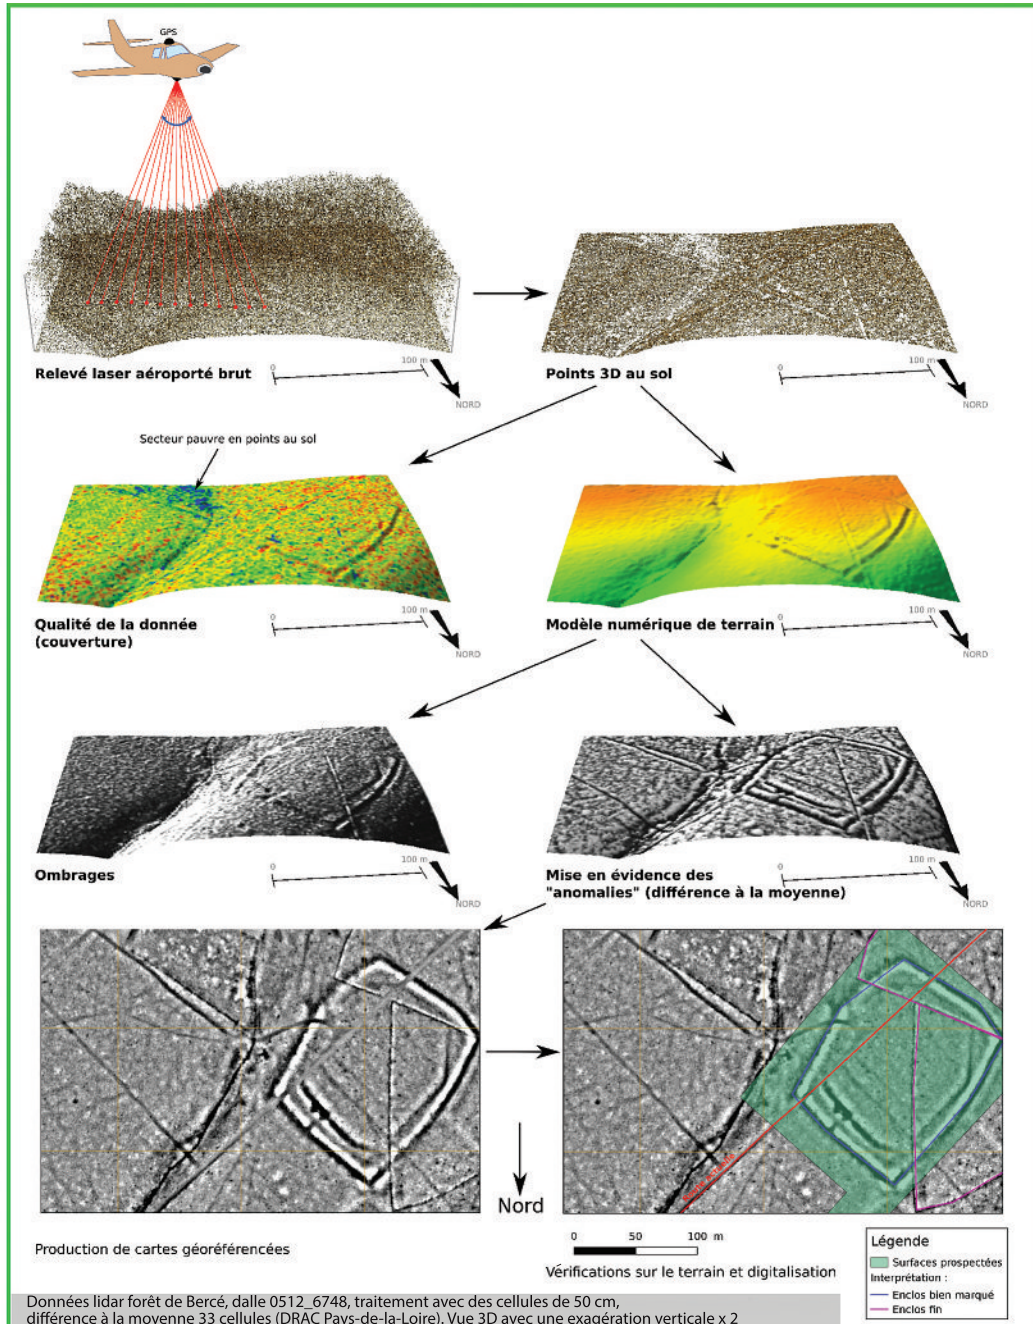 GPS
Relevé laser aéroporté brut
0
100 m
NORD
Points 3D au sol
0
100 m
NORD
Secteur pauvre en points au sol
Qualité de la donnée
(couverture)
0
100 m
NORD
Modèle numérique de terrain
0
100 m
NORD
Ombrages
0
100 m
NORD
Mise en évidence des
"anomalies" (différence à la moyenne)
0
100 m
NORD
Nord
Production de cartes géoréférencées
0 50 100 m
Vérifications sur le terrain et digitalisation
Légende
Surfaces prospectées
Interprétation :
Enclos bien marqué
Enclos fin
Données lidar forêt de Bercé, dalle 0512_6748, traitement avec des cellules de 50 cm,
différence à la moyenne 33 cellules (DRAC Pays-de-la-Loire). Vue 3D avec une exagération verticale x 2